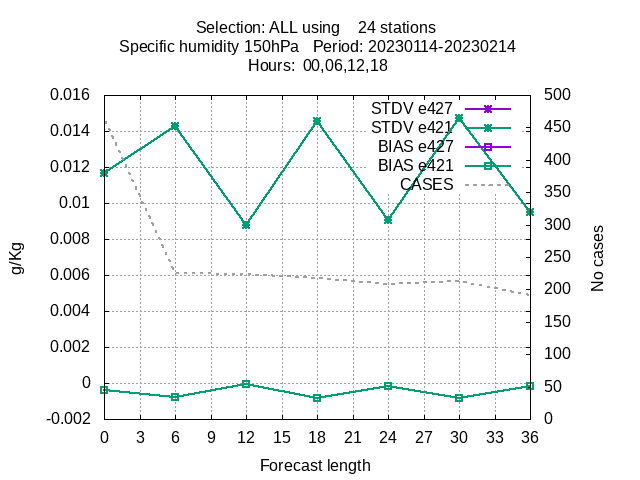 Selection: ALL using    24 stations
Specific humidity 150hPa   Period: 20230114-20230214
Hours:  00,06,12,18
0.016
0.014
0.012
0.01
0.008
0.006
0.004
0.002
0
-0.002
g/Kg
STDV e427
STDV e421
BIAS e427
BIAS e421
CASES
500
450
400
350
300
250
200
150
100
50
0
No cases
0 3 6 9 12 15 18 21 24 27 30 33 36
Forecast length